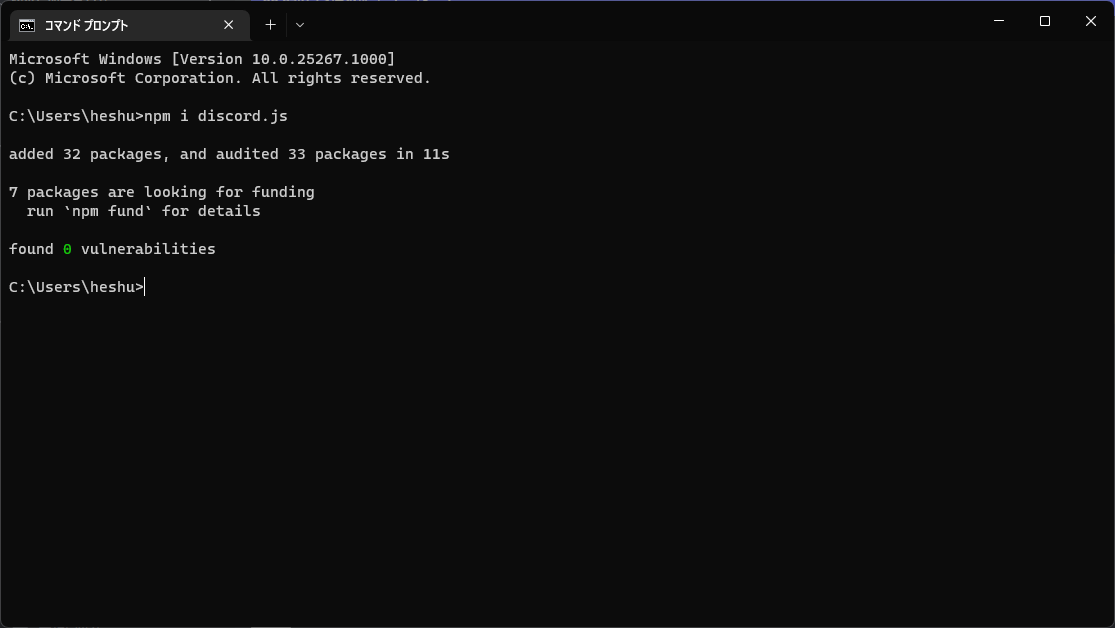 コマンド プロンプト
Microsoft Windows [Version 10.0.25267.1000]
(c) Microsoft Corporation. All rights reserved.
C:\Users\heshu>npm i discord.js
added 32 packages, and audited 33 packages in 11s
7 packages are looking for funding
  run `npm fund` for details
found 0 vulnerabilities
C:\Users\heshu>